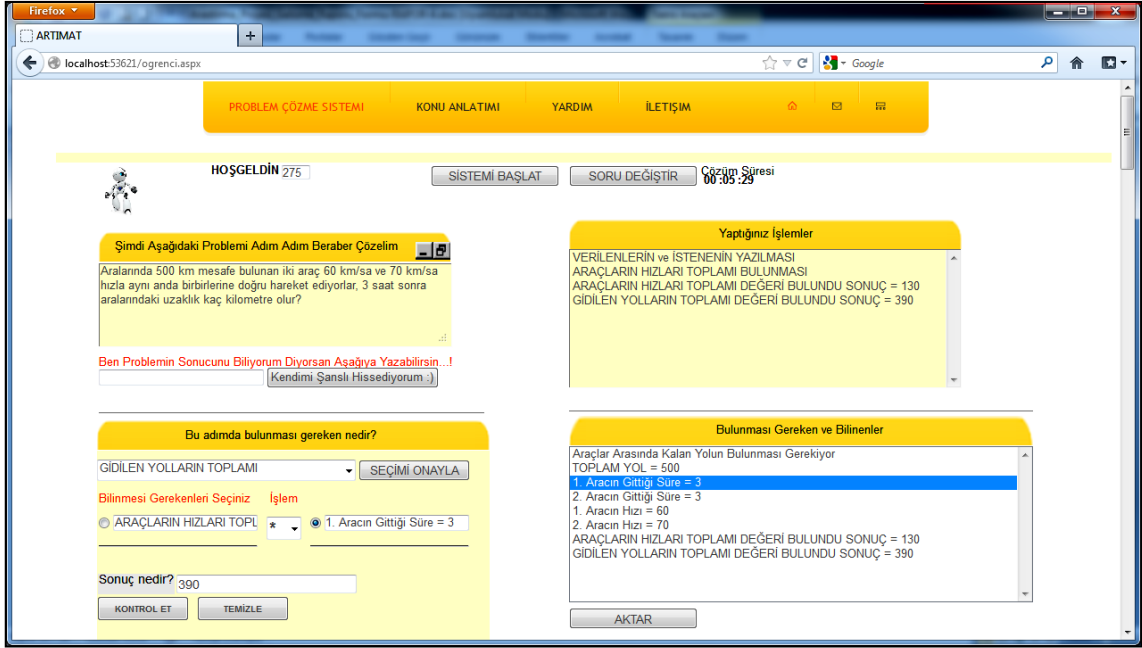 Firefox
ARTIMAT
+
localhost:53621/ogrenci.aspx
Google
PROBLEM ÇÖZME SISTEMI
KONU ANLATIMI
YARDIM
İLETIŞIM
HOŞGELDİN 275
SİSTEMİ BAŞLAT
SORU DEĞİŞTİR
Çözüm Süresi
00:05:29
Şimdi Aşağıdaki Problemi Adım Adım Beraber Çözelim
Aralarında 500 km mesafe bulunan iki araç 60 km/sa ve 70 km/sa
hızla aynı anda birbirlerine doğru hareket ediyorlar, 3 saat sonra
aralarındaki uzaklık kaç kilometre olur?
Ben Problemin Sonucunu Biliyorum Diyorsan Aşağıya Yazabilirsin...!
Kendimi Şanslı Hissediyorum :)
Yaptığınız İşlemler
VERİLENLERİN ve İSTENENİN YAZILMASI
ARAÇLARIN HIZLARI TOPLAMI BULUNMASI
ARAÇLARIN HIZLARI TOPLAMI DEĞERİ BULUNDU SONUÇ = 130
GİDİLEN YOLLARIN TOPLAMI DEĞERİ BULUNDU SONUÇ = 390
Bu adımda bulunması gereken nedir?
GİDİLEN YOLLARIN TOPLAMI
SEÇİMİ ONAYLA
Bilinmesi Gerekenleri Seçiniz İşlem
ARAÇLARIN HIZLARI TOPL * 1. Aracın Gittiği Süre = 3
Sonuç nedir? 390
KONTROL ET
TEMİZLE
Bulunması Gereken ve Bilinenler
Araçlar Arasında Kalan Yolun Bulunması Gerekiyor
TOPLAM YOL = 500
1. Aracın Gittiği Süre = 3
2. Aracın Gittiği Süre = 3
1. Aracın Hızı = 60
2. Aracın Hızı = 70
ARAÇLARIN HIZLARI TOPLAMI DEĞERİ BULUNDU SONUÇ = 130
GİDİLEN YOLLARIN TOPLAMI DEĞERİ BULUNDU SONUÇ = 390
AKTAR